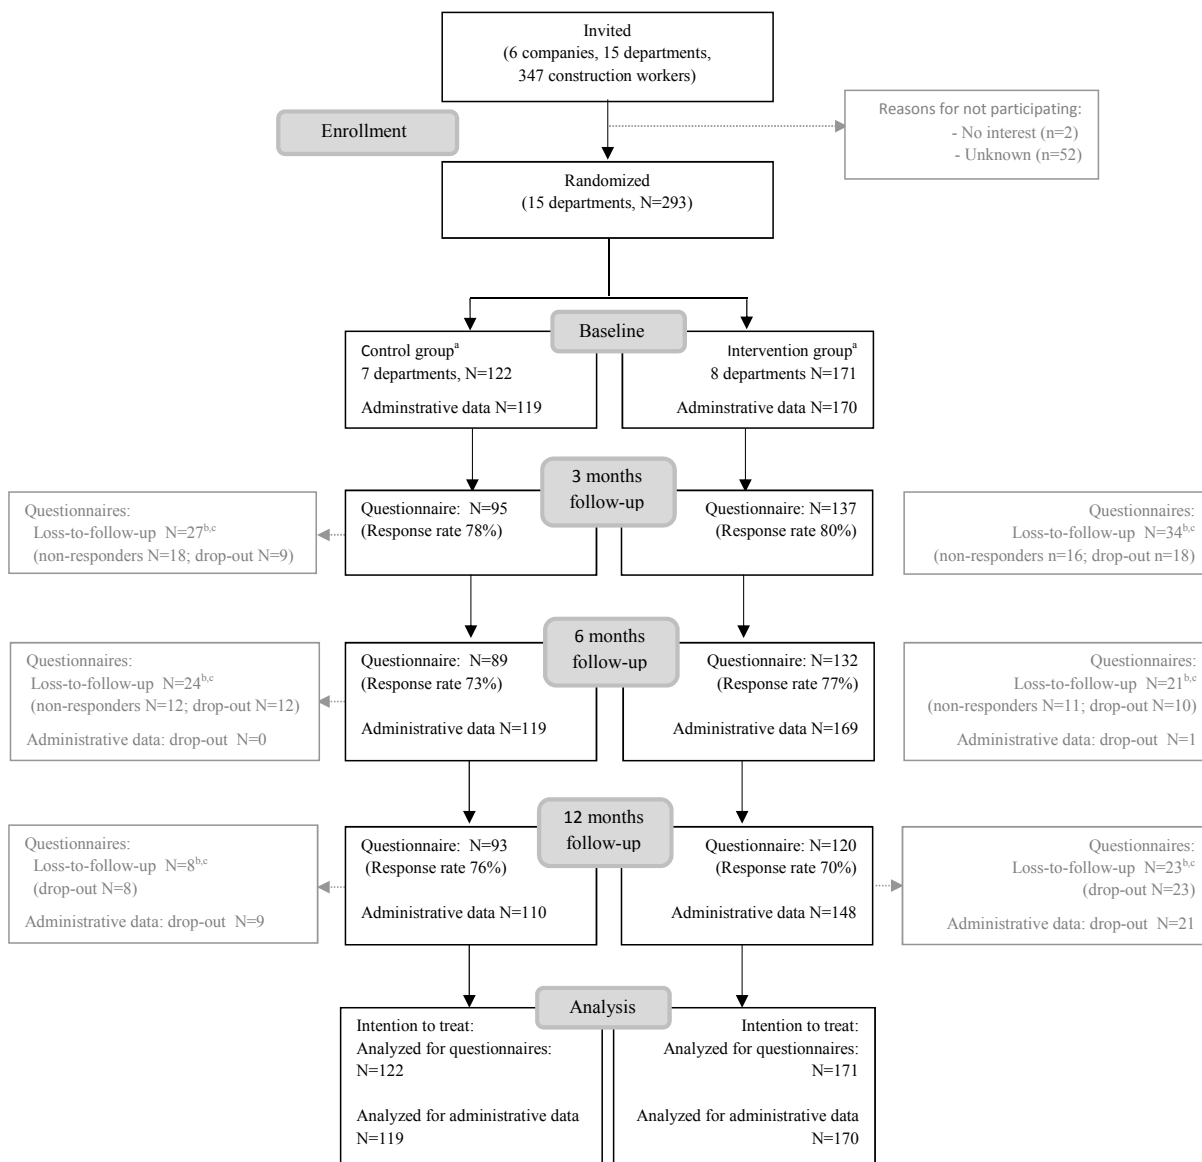 Invited
(6 companies, 15 departments,
347 construction workers)
Enrollment
Reasons for not participating:
- No interest (n=2)
- Unknown (n=52)
Randomized
(15 departments, N=293)
Baseline
Control groupᵃ
7 departments, N=122
Adminstrative data N=119
Intervention groupᵃ
8 departments N=171
Adminstrative data N=170
3 months
follow-up
Questionnaires:
Loss-to-follow-up N=27ᵇ,ᶜ
(non-responders N=18; drop-out N=9)
Questionnaire: N=95
(Response rate 78%)
Questionnaire: N=137
(Response rate 80%)
Questionnaires:
Loss-to-follow-up N=34ᵇ,ᶜ
(non-responders n=16; drop-out n=18)
6 months
follow-up
Questionnaires:
Loss-to-follow-up N=24ᵇ,ᶜ
(non-responders N=12; drop-out N=12)
Administrative data: drop-out N=0
Questionnaire: N=89
(Response rate 73%)
Administrative data N=119
Questionnaire: N=132
(Response rate 77%)
Administrative data N=169
Questionnaires:
Loss-to-follow-up N=21ᵇ,ᶜ
(non-responders N=11; drop-out N=10)
Administrative data: drop-out N=1
12 months
follow-up
Questionnaires:
Loss-to-follow-up N=8ᵇ,ᶜ
(drop-out N=8)
Administrative data: drop-out N=9
Questionnaire: N=93
(Response rate 76%)
Administrative data N=110
Questionnaire: N=120
(Response rate 70%)
Administrative data N=148
Questionnaires:
Loss-to-follow-up N=23ᵇ,ᶜ
(drop-out N=23)
Administrative data: drop-out N=21
Analysis
Intention to treat:
Analyzed for questionnaires:
N=122
Analyzed for administrative data
N=119
Intention to treat:
Analyzed for questionnaires:
N=171
Analyzed for administrative data
N=170